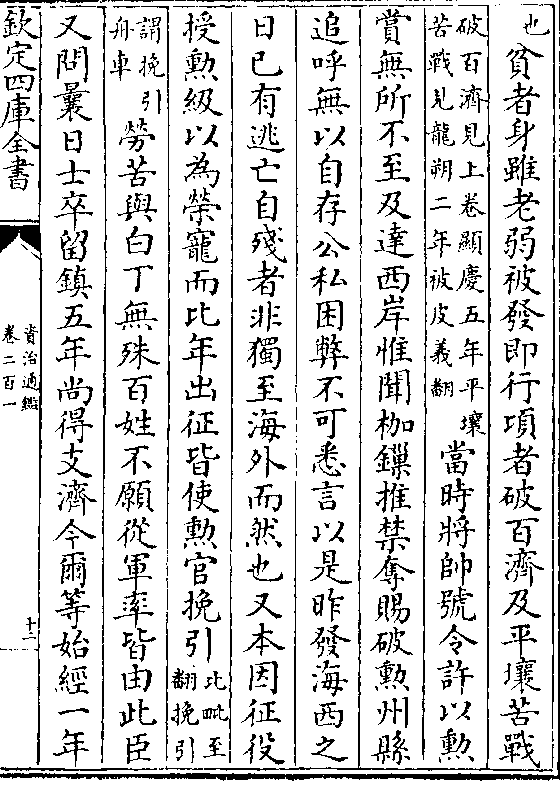 也貧者身雖老弱被發即行頃者破百濟及平壤苦戰
破百濟見上卷顯慶五年平壤
苦戰見龍朔二年被皮義翻
當時將帥號令許以勲
賞無所不至及達西岸惟聞枷鏁推禁奪賜破勲州縣
追呼無以自存公私困弊不可悉言以是昨發海西之
日已有逃亡自殘者非獨至海外而然也又本因征役
授勲級以為榮寵而比年出征皆使勲官挽引
比毗至
翻挽引
謂挽引
舟車
勞苦與白丁無殊百姓不願從軍率皆由此臣
又問曩日士卒留鎮五年尚得支濟今爾等始經一年
欽定四庫全書
資治通鑑
卷二百一
十二